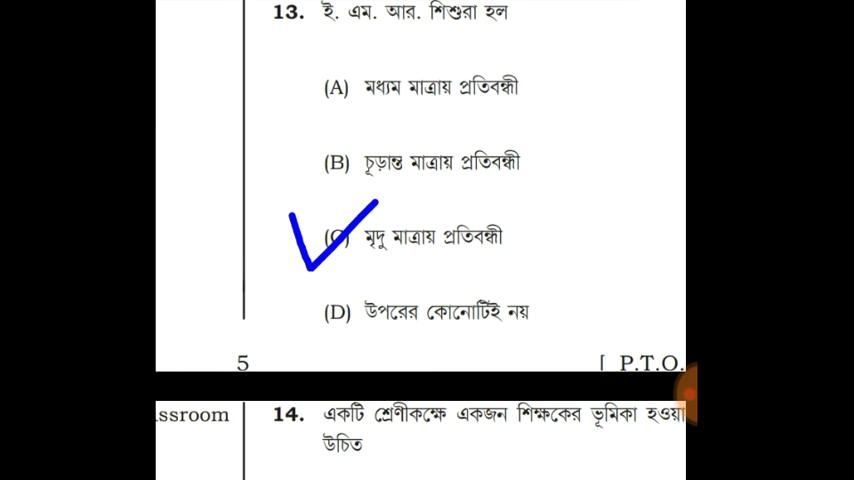 13. ই. এম. আর. শিশুরা হল
(A) মধ্যম মাত্রায় প্রতিবন্ধী
(B) চূড়ান্ত মাত্রায় প্রতিবন্ধী
(C) মৃদু মাত্রায় প্রতিবন্ধী
(D) উপরের কোনোটিই নয়
5 [ P.T.O.
ssroom 14. একটি শ্রেণীকক্ষে একজন শিক্ষকের ভূমিকা হওয়া
উচিত